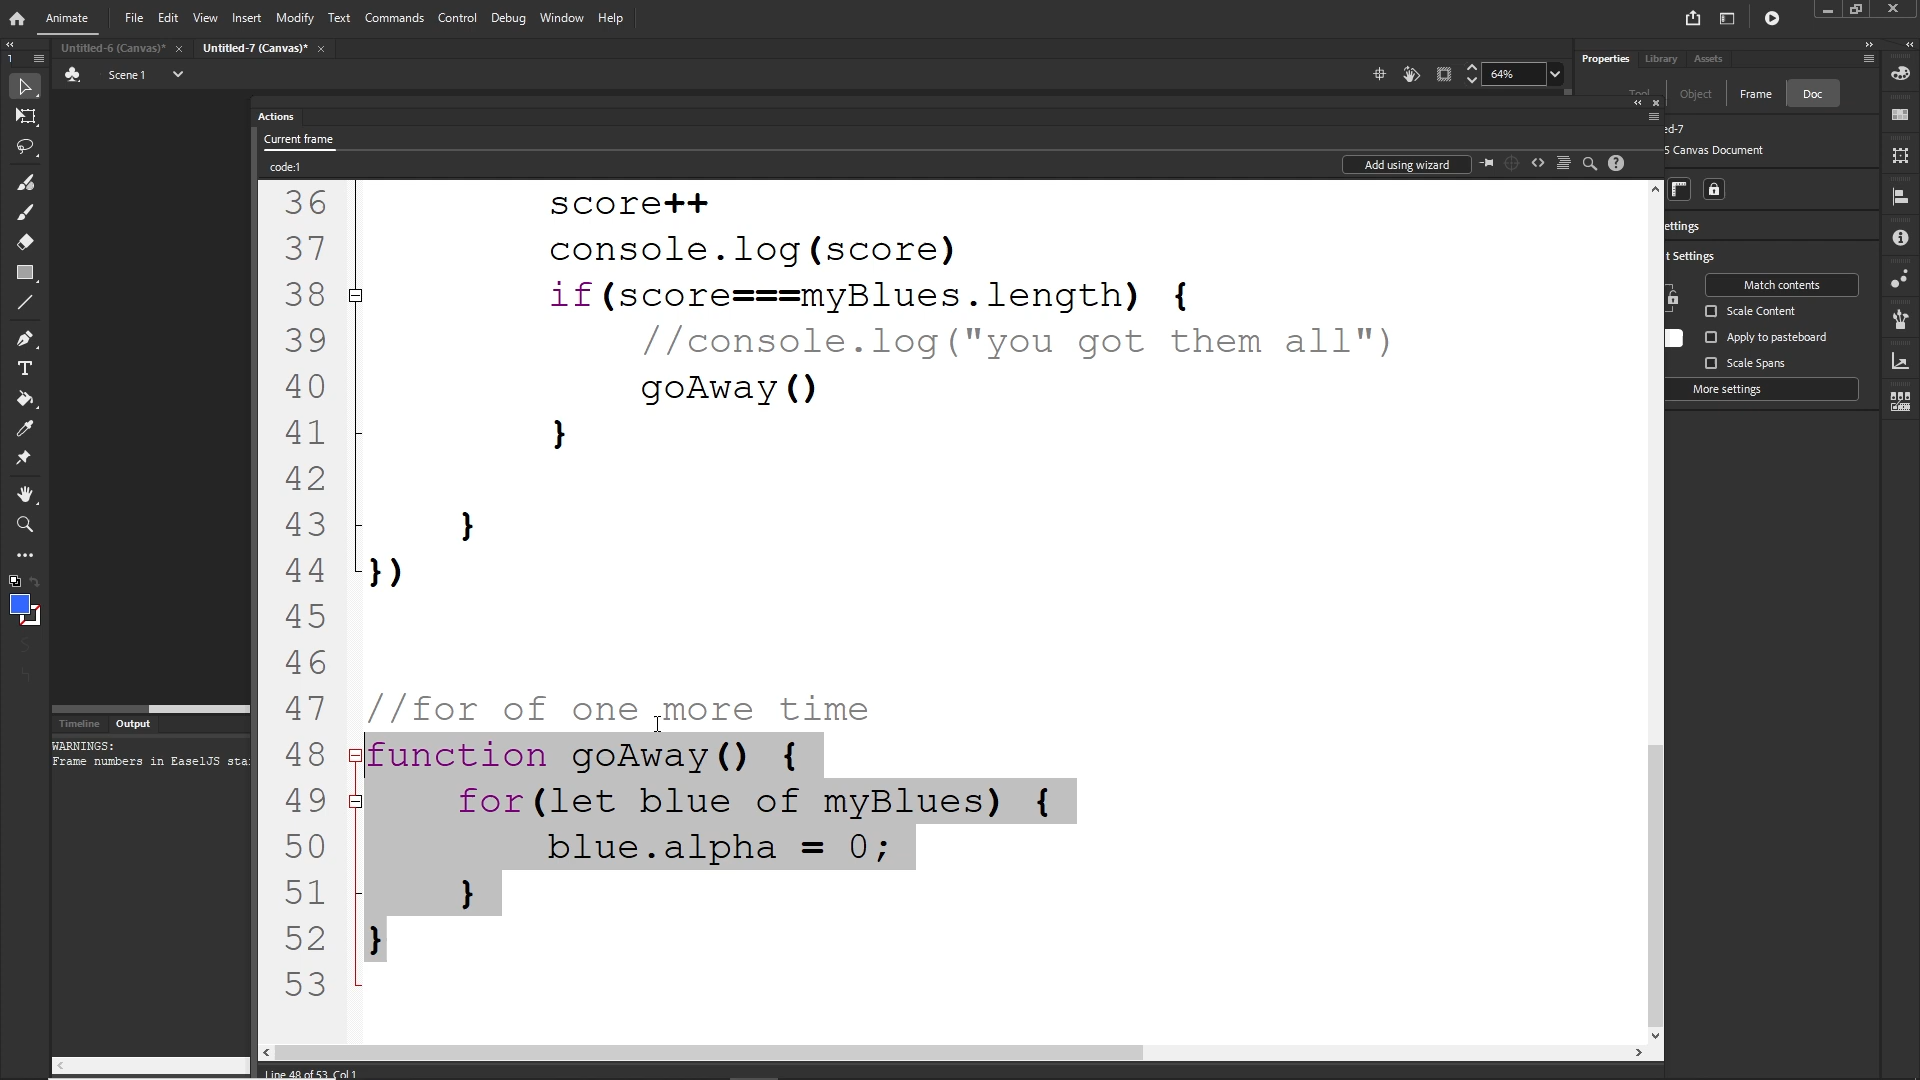 Animate File Edit View Insert Modify Text Commands Control Debug Window Help
Untitled-6 (Canvas)* × Untitled-7 (Canvas)* ×
Properties Library Assets
Scene 1
64%
Tool Object Frame Doc
Actions
ed-7
Current frame
5 Canvas Document
code:1
Add using wizard
ettings
t Settings
Match contents
Scale Content
Apply to pasteboard
Scale Spans
More settings
36 score++
37 console.log(score)
38 if(score===myBlues.length) {
39 //console.log("you got them all")
40 goAway()
41 }
42
43 }
44 })
45
46
47 //for of one more time
48 function goAway() {
49 for(let blue of myBlues) {
50 blue.alpha = 0;
51 }
52 }
53
Timeline Output
WARNINGS:
Frame numbers in EaselJS sta
Line 48 of 53, Col 1